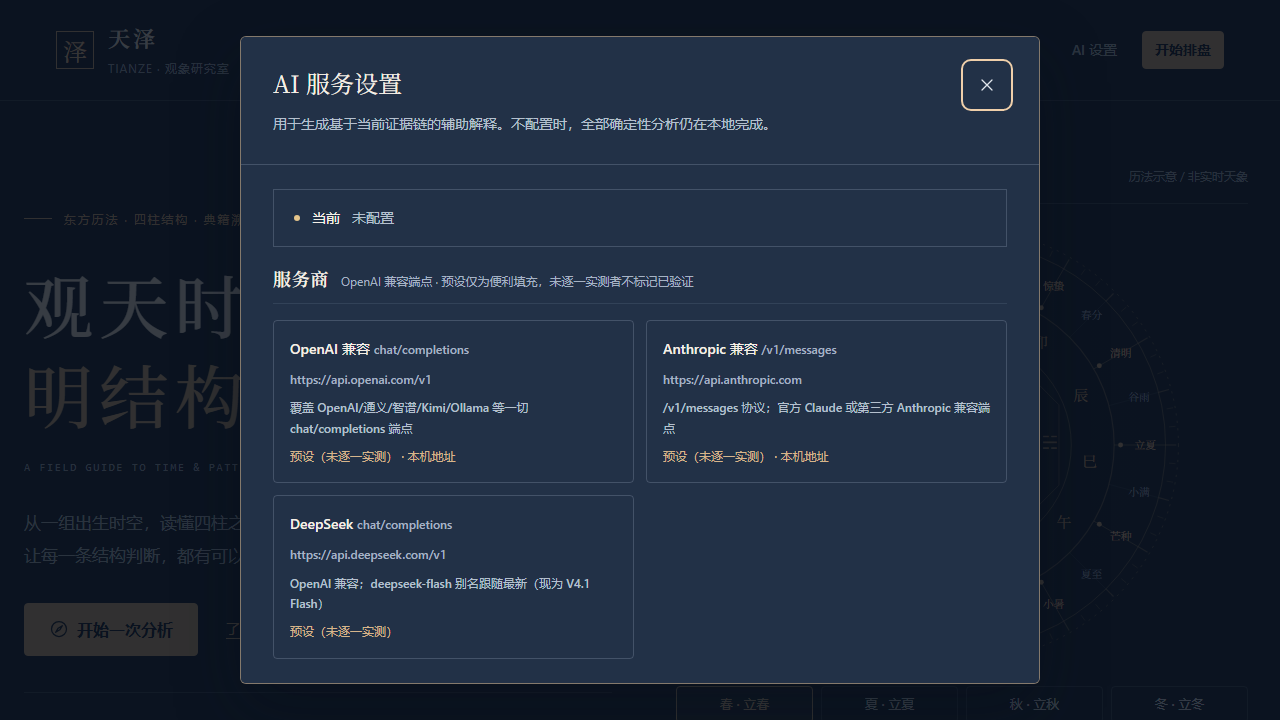 泽
天泽
TIANZE · 观象研究室
AI 设置
开始排盘
AI 服务设置
用于生成基于当前证据链的辅助解释。不配置时，全部确定性分析仍在本地完成。
历法示意 / 非实时天象
当前 未配置
东方历法 · 四柱结构 · 典籍
服务商 OpenAI 兼容端点 · 预设仅为便利填充，未逐一实测者不标记已验证
观天时
明结构
OpenAI 兼容 chat/completions
https://api.openai.com/v1
覆盖 OpenAI/通义/智谱/Kimi/Ollama 等一切
chat/completions 端点
预设（未逐一实测） · 本机地址
Anthropic 兼容 /v1/messages
https://api.anthropic.com
/v1/messages 协议；官方 Claude 或第三方 Anthropic 兼容端
点
预设（未逐一实测） · 本机地址
DeepSeek chat/completions
https://api.deepseek.com/v1
OpenAI 兼容；deepseek-flash 别名跟随最新（现为 V4.1
Flash）
预设（未逐一实测）
A FIELD GUIDE TO TIME & PATT
从一组出生时空，读懂四柱之
让每一条结构判断，都有可以
开始一次分析
了
惊蛰
春分
清明
辰
谷雨
立夏
巳
小满
午
芒种
夏至
小暑
春 · 立春
夏 · 立夏
秋 · 立秋
冬 · 立冬